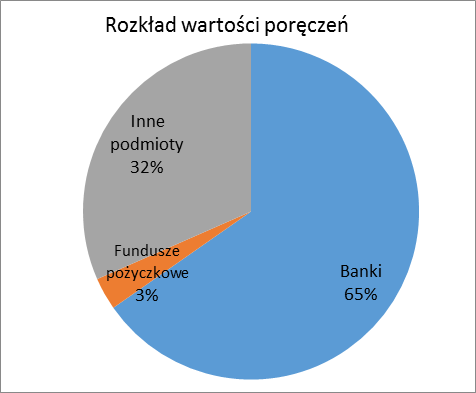 Rozkład wartości poręczeń
Inne
podmioty
32%
Fundusze
pożyczkowe
3%
Banki
65%